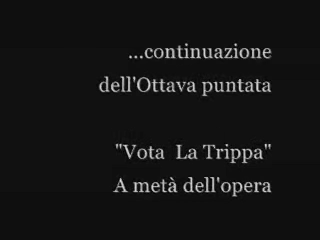 ...continuazione
dell'Ottava puntata
"Vota La Trippa"
A metà dell'opera